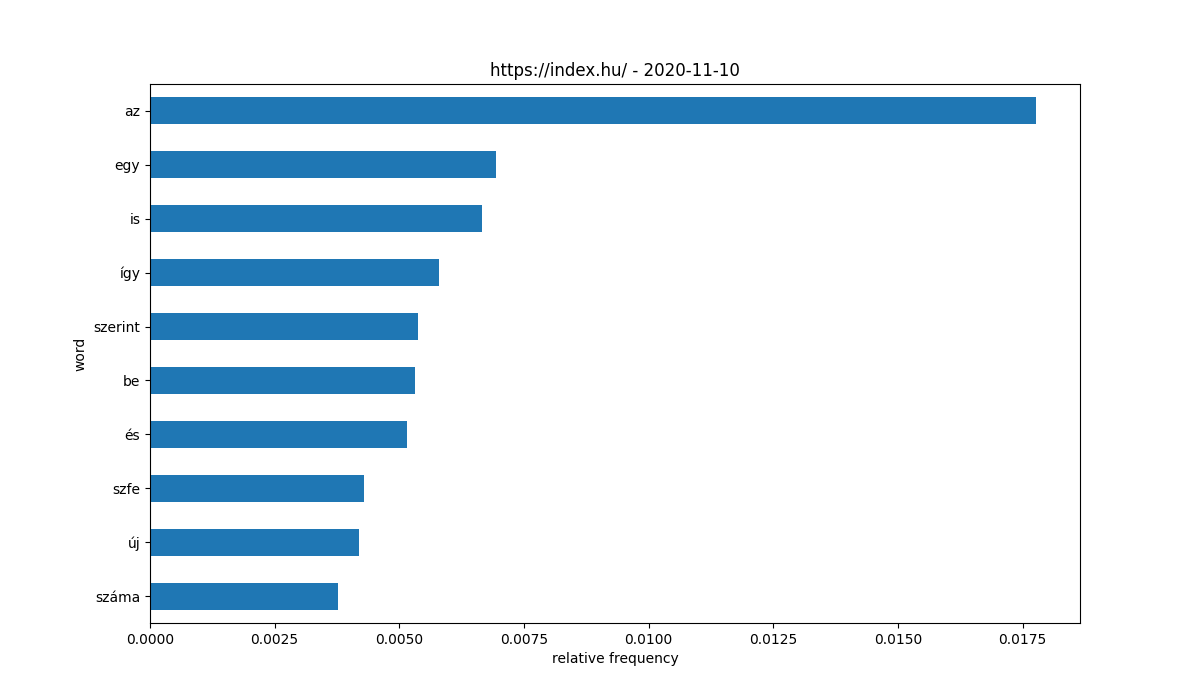 https://index.hu/ - 2020-11-10
word
az
egy
is
így
szerint
be
és
szfe
új
száma
0.0000 0.0025 0.0050 0.0075 0.0100 0.0125 0.0150 0.0175
relative frequency